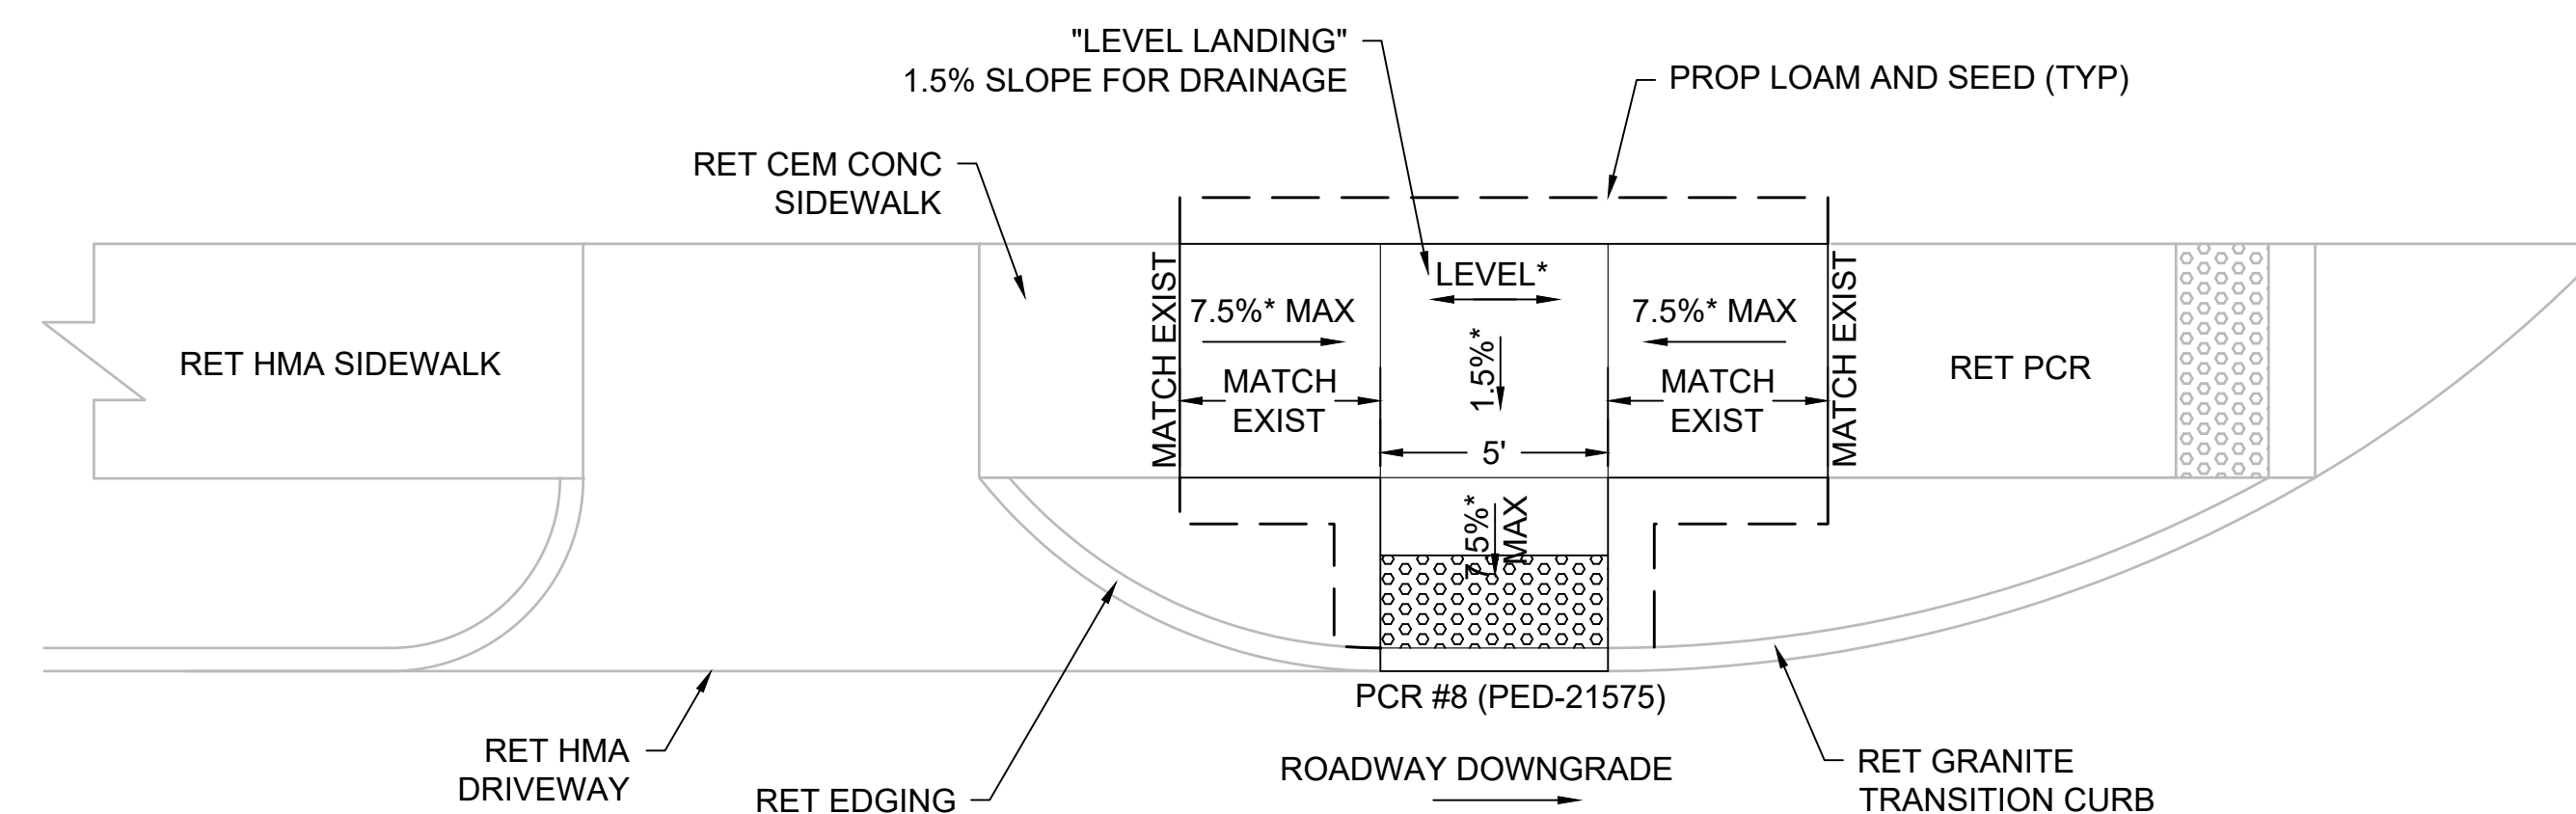 "LEVEL LANDING"
1.5% SLOPE FOR DRAINAGE
PROP LOAM AND SEED (TYP)
RET CEM CONC
SIDEWALK
RET HMA SIDEWALK
MATCH EXIST
7.5%* MAX
MATCH
EXIST
LEVEL*
1.5%*
5'
7.5%* MAX
MATCH
EXIST
MATCH EXIST
RET PCR
7.5%*
MAX
PCR #8 (PED-21575)
RET HMA
DRIVEWAY
RET EDGING
ROADWAY DOWNGRADE
RET GRANITE
TRANSITION CURB